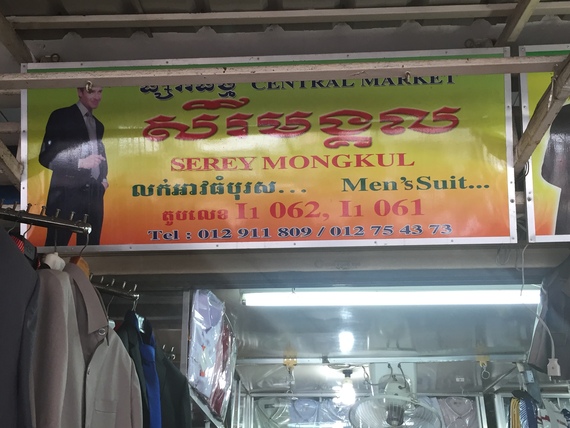 ផ្សារធំថ្មី CENTRAL MARKET
សិរីមង្គល
SEREY MONGKUL
លក់អាវធំបុរស... Men'sSuit...
តូបលេខ I1 062, I1 061
Tel : 012 911 809 / 012 75 43 73